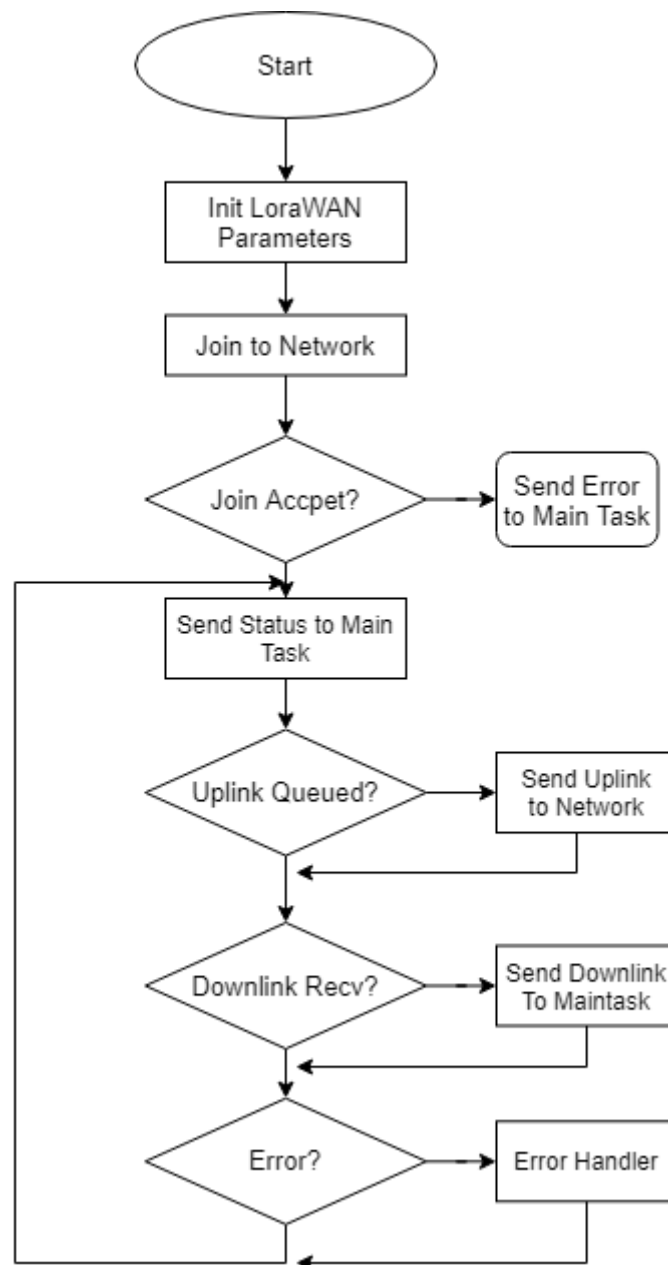 Start
Init LoraWAN
Parameters
Join to Network
Join Accpet?
Send Error
to Main Task
Send Status to Main
Task
Uplink Queued?
Send Uplink
to Network
Downlink Recv?
Send Downlink
To Maintask
Error?
Error Handler